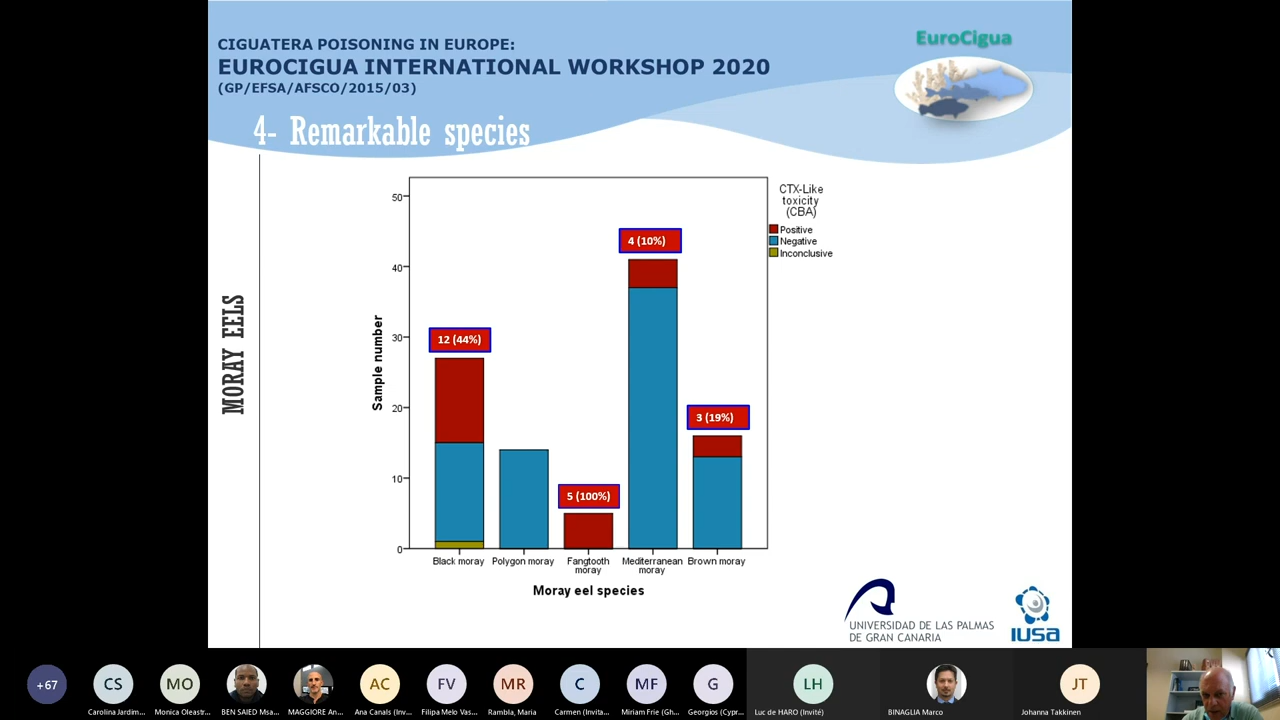 CIGUATERA POISONING IN EUROPE:
EUROCIGUA INTERNATIONAL WORKSHOP 2020
(GP/EFSA/AFSCO/2015/03)
EuroCigua
4- Remarkable species
MORAY EELS
CTX-Like
toxicity
(CBA)
Positive
Negative
Inconclusive
Sample number
50
40
30
20
10
0
12 (44%)
5 (100%)
4 (10%)
3 (19%)
Black moray
Polygon moray
Fangtooth
moray
Mediterranean
moray
Brown moray
Moray eel species
UNIVERSIDAD DE LAS PALMAS
DE GRAN CANARIA
IUSA
+67
CS
MO
AC
FV
MR
C
MF
G
LH
JT
Carolina Jardim...
Monica Oleastr...
BEN SAIED Msa...
MAGGIORE An...
Ana Canals (Inv...
Filipa Melo Vas...
Rambla, Maria
Carmen (Invita...
Miriam Frie (Gh...
Georgios (Cypr...
Luc de HARO (Invité)
BINAGLIA Marco
Johanna Takkinen